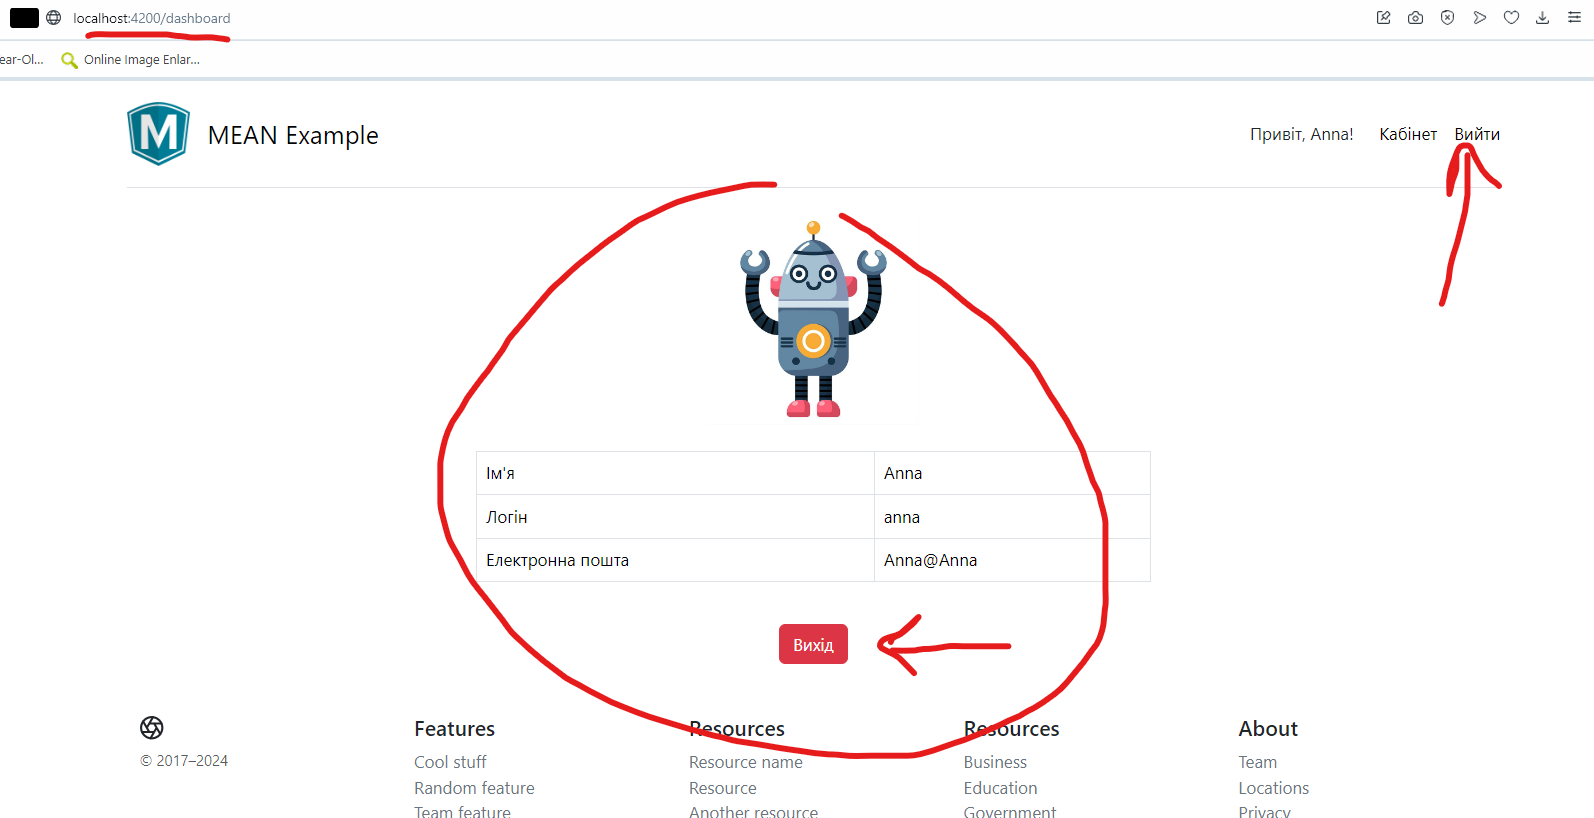 localhost:4200/dashboard
ear-Ol... Online Image Enlar...
M MEAN Example Привіт, Anna! Кабінет Вийти
Ім'я Anna
Логін anna
Електронна пошта Anna@Anna
Вихід
Features Resources Resources About
© 2017–2024 Cool stuff Resource name Business Team
Random feature Resource Education Locations
Team feature Another resource Government Privacy